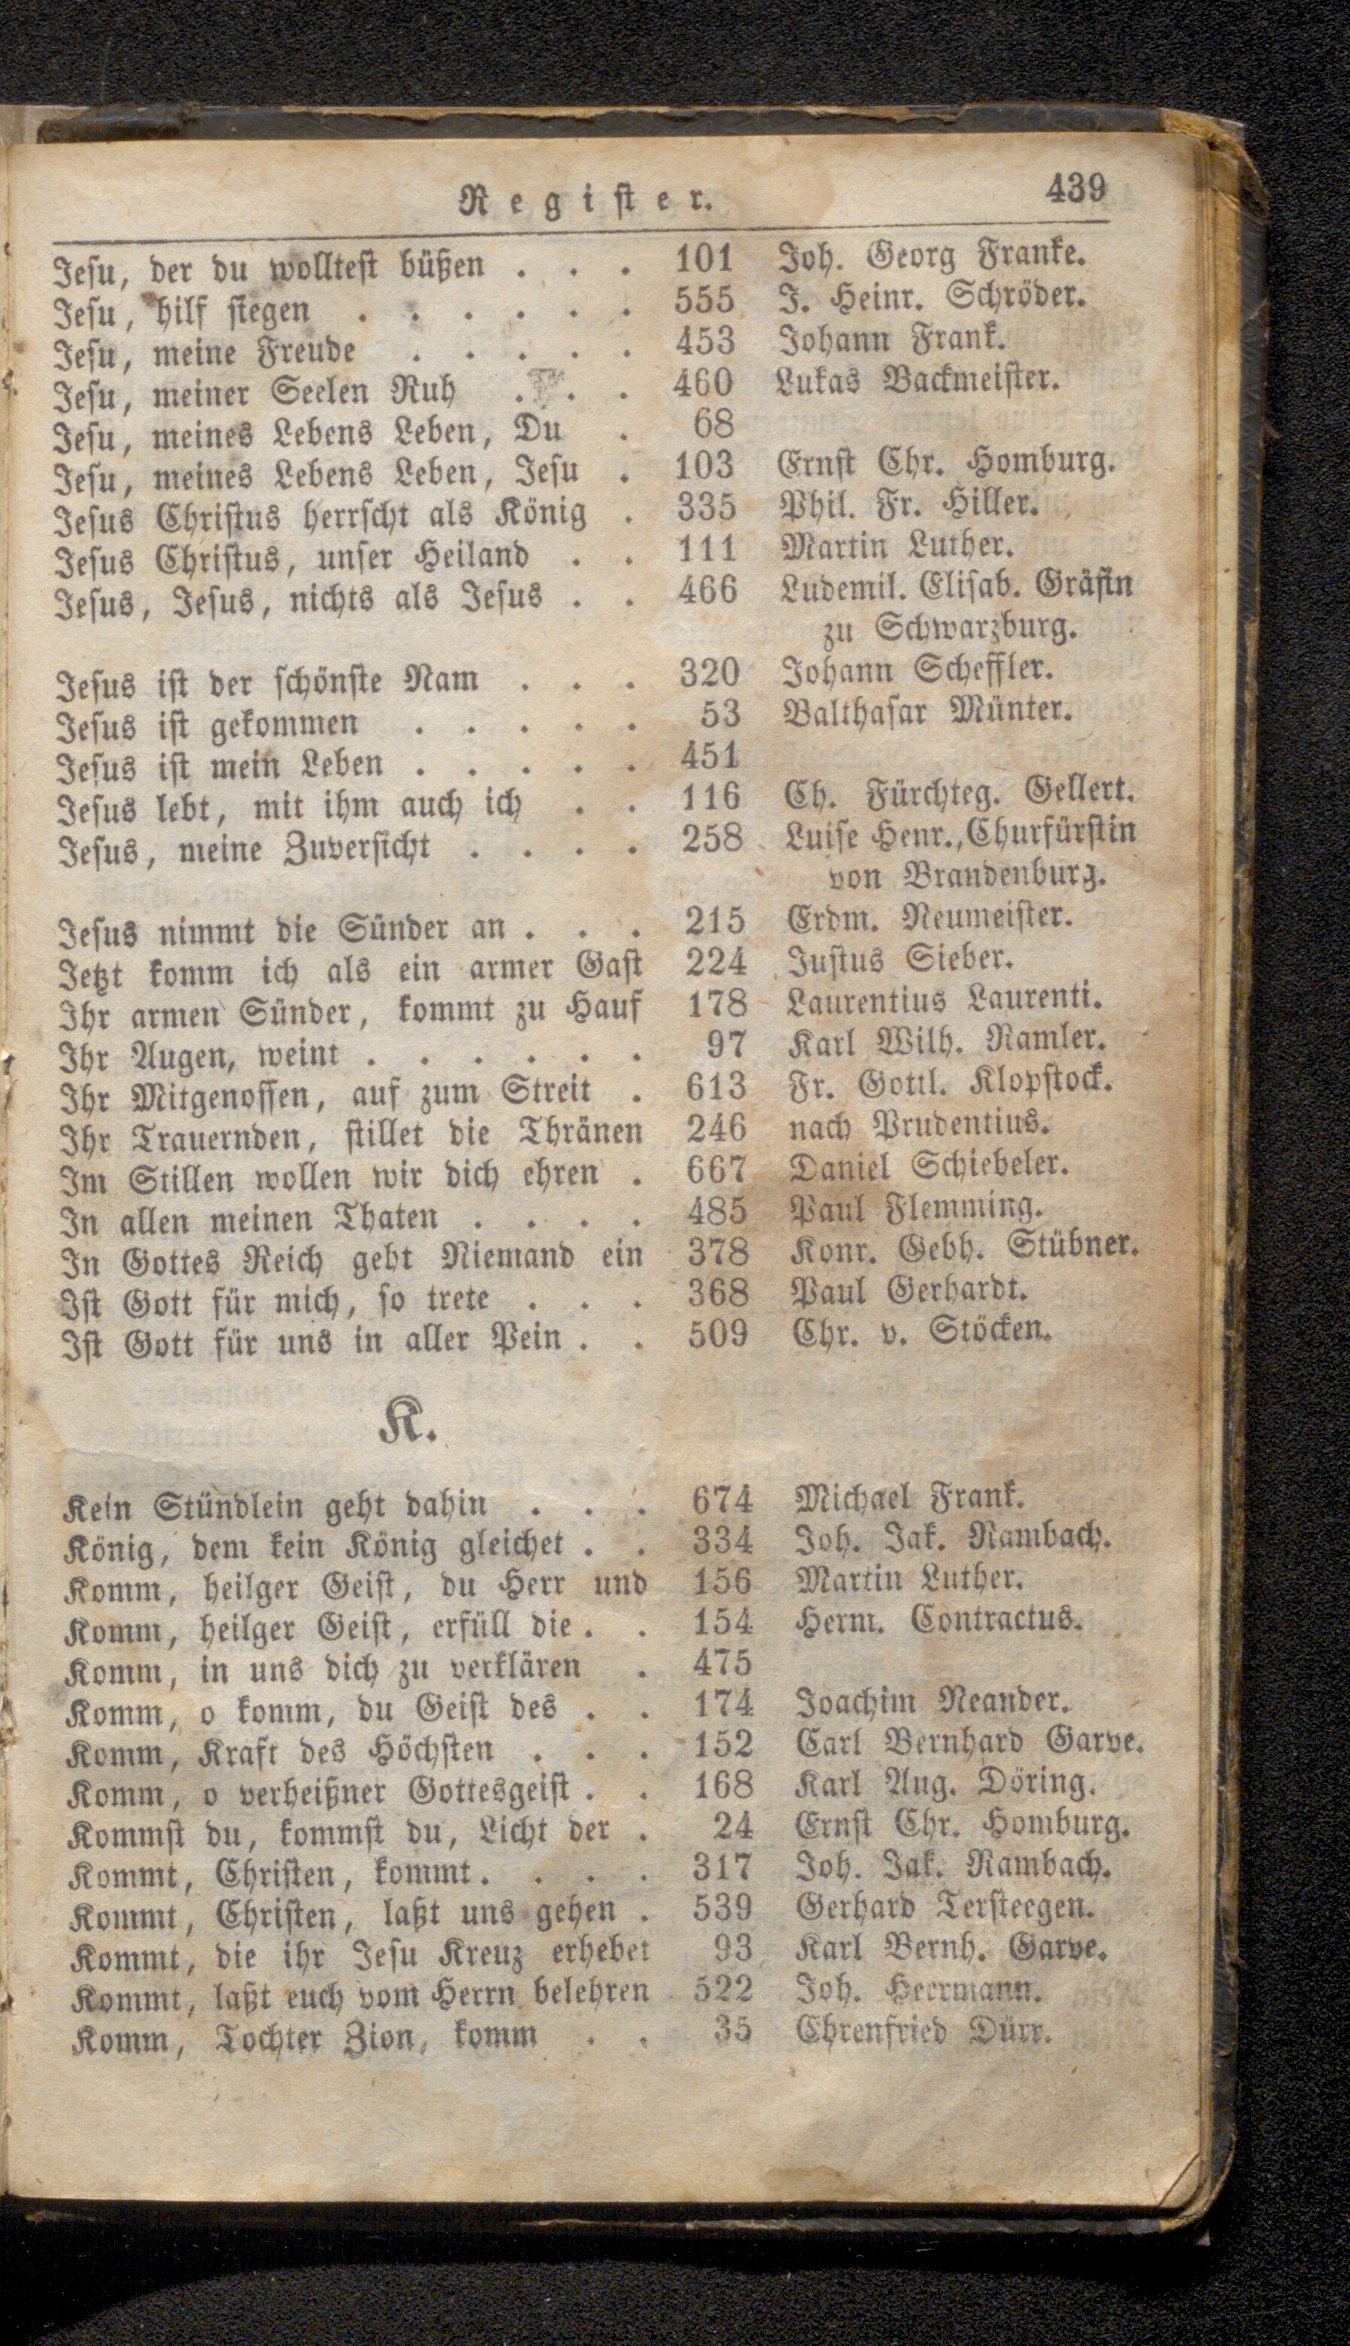 Register. 439
Jesu, der du wolltest büßen . . . 101 Joh. Georg Franke.
Jesu, hilf siegen . . . . . . 555 J. Heinr. Schröder.
Jesu, meine Freude . . . . . 453 Johann Frank.
Jesu, meiner Seelen Ruh . . . 460 Lukas Backmeister.
Jesu, meines Lebens Leben, Du . 68
Jesu, meines Lebens Leben, Jesu . 103 Ernst Chr. Homburg.
Jesus Christus herrscht als König . 335 Phil. Fr. Hiller.
Jesus Christus, unser Heiland . . 111 Martin Luther.
Jesus, Jesus, nichts als Jesus . . 466 Ludemil. Elisab. Gräfin
zu Schwarzburg.
Jesus ist der schönste Nam . . . 320 Johann Scheffler.
Jesus ist gekommen . . . . . 53 Balthasar Münter.
Jesus ist mein Leben . . . . . 451
Jesus lebt, mit ihm auch ich . . 116 Ch. Fürchteg. Gellert.
Jesus, meine Zuversicht . . . . 258 Luise Henr., Churfürstin
von Brandenburg.
Jesus nimmt die Sünder an . . . 215 Erdm. Neumeister.
Jetzt komm ich als ein armer Gast 224 Justus Sieber.
Ihr armen Sünder, kommt zu Hauf 178 Laurentius Laurenti.
Ihr Augen, weint . . . . . . 97 Karl Wilh. Ramler.
Ihr Mitgenossen, auf zum Streit . 613 Fr. Gottl. Klopstock.
Ihr Trauernden, stillet die Thränen 246 nach Prudentius.
Im Stillen wollen wir dich ehren . 667 Daniel Schiebeler.
In allen meinen Thaten . . . . 485 Paul Flemming.
In Gottes Reich geht Niemand ein 378 Konr. Gebh. Stübner.
Ist Gott für mich, so trete . . . 368 Paul Gerhardt.
Ist Gott für uns in aller Pein . . 509 Chr. v. Stöcken.
K.
Kein Stündlein geht dahin . . . 674 Michael Frank.
König, dem kein König gleichet . . 334 Joh. Jak. Rambach.
Komm, heilger Geist, du Herr und 156 Martin Luther.
Komm, heilger Geist, erfüll die . . 154 Herm. Contractus.
Komm, in uns dich zu verklären . 475
Komm, o komm, du Geist des . . 174 Joachim Neander.
Komm, Kraft des Höchsten . . . 152 Carl Bernhard Garve.
Komm, o verheißner Gottesgeist . . 168 Karl Aug. Döring.
Kommst du, kommst du, Licht der . 24 Ernst Chr. Homburg.
Kommt, Christen, kommt. . . . 317 Joh. Jak. Rambach.
Kommt, Christen, laßt uns gehen . 539 Gerhard Tersteegen.
Kommt, die ihr Jesu Kreuz erhebet 93 Karl Bernh. Garve.
Kommt, laßt euch vom Herrn belehren 522 Joh. Heermann.
Komm, Tochter Zion, komm . . 35 Ehrenfried Dürr.